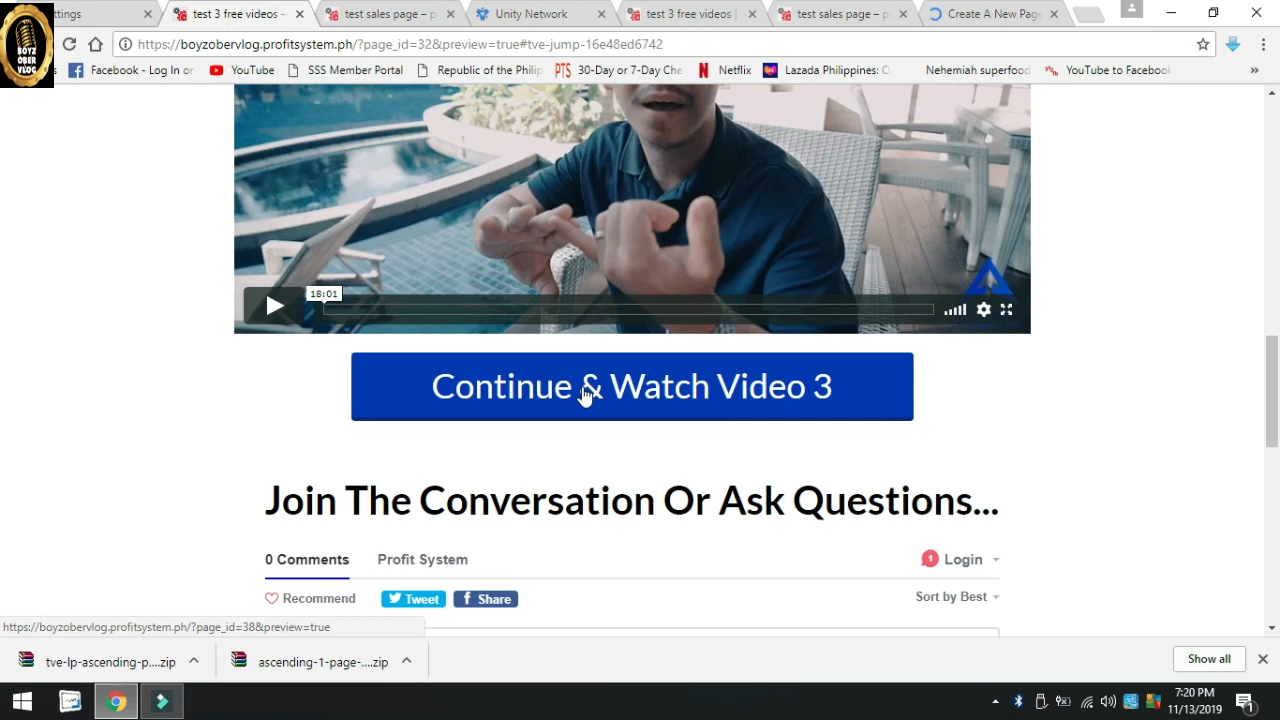 ttings
test 3 free videos –
test sales page – p
Unity Network
test 3 free videos
test sales page – p
Create A New Page
BOYZ
OBER
VLOG
https://boyzobervlog.profitsystem.ph/?page_id=32&preview=true#tve-jump-16e48ed6742
Facebook - Log In or
YouTube
SSS Member Portal
Republic of the Philip
PTS
30-Day or 7-Day Che
N
Netflix
Lazada Philippines: O
Nehemiah superfood
YouTube to Facebook
»
18:01
Continue & Watch Video 3
Join The Conversation Or Ask Questions...
0 Comments
Profit System
1
Login
Recommend
Tweet
f Share
Sort by Best
https://boyzobervlog.profitsystem.ph/?page_id=38&preview=true
tve-lp-ascending-p....zip
ascending-1-page-....zip
Show all
7:20 PM
11/13/2019
1